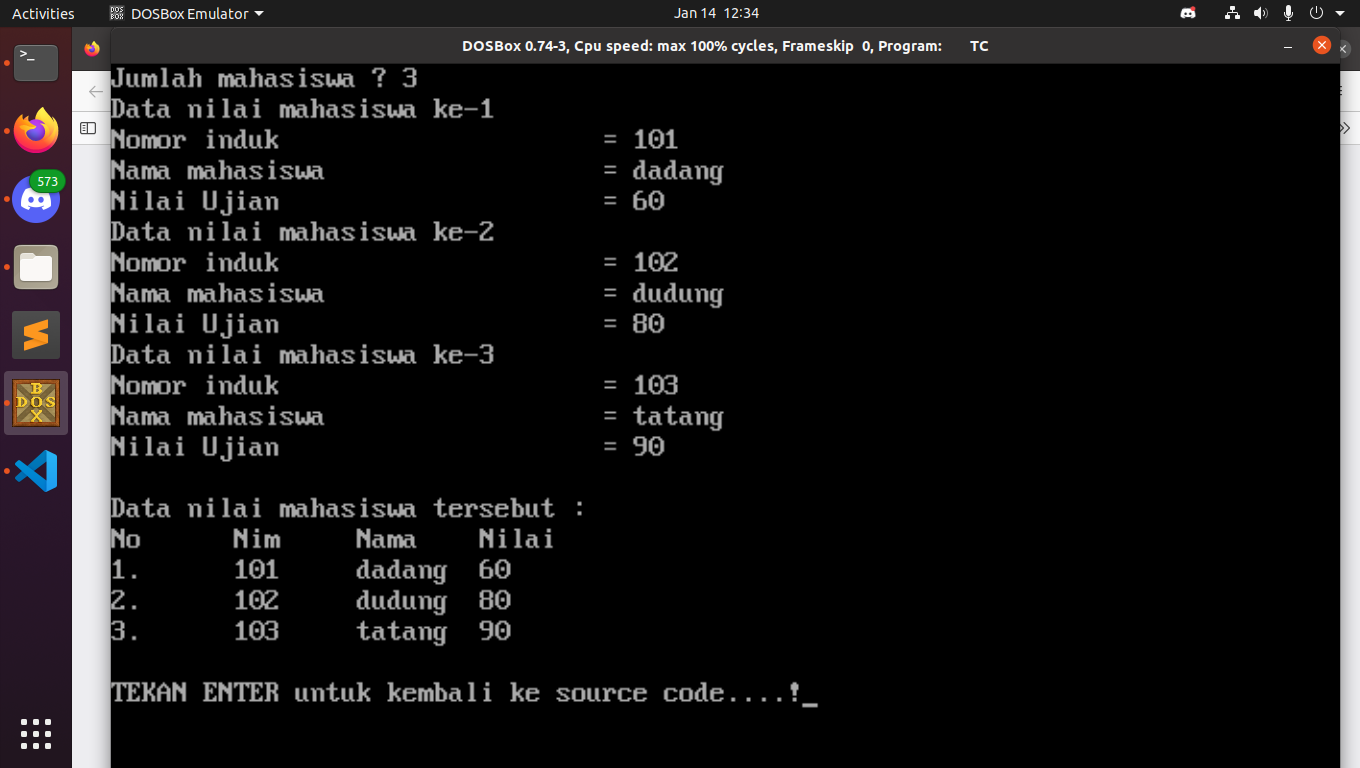 Activities DOSBox Emulator Jan 14 12:34
DOSBox 0.74-3, Cpu speed: max 100% cycles, Frameskip 0, Program: TC
573
BOX
DOS
Jumlah mahasiswa ? 3
Data nilai mahasiswa ke-1
Nomor induk = 101
Nama mahasiswa = dadang
Nilai Ujian = 60
Data nilai mahasiswa ke-2
Nomor induk = 102
Nama mahasiswa = dudung
Nilai Ujian = 80
Data nilai mahasiswa ke-3
Nomor induk = 103
Nama mahasiswa = tatang
Nilai Ujian = 90
Data nilai mahasiswa tersebut :
No Nim Nama Nilai
1. 101 dadang 60
2. 102 dudung 80
3. 103 tatang 90
TEKAN ENTER untuk kembali ke source code....!_